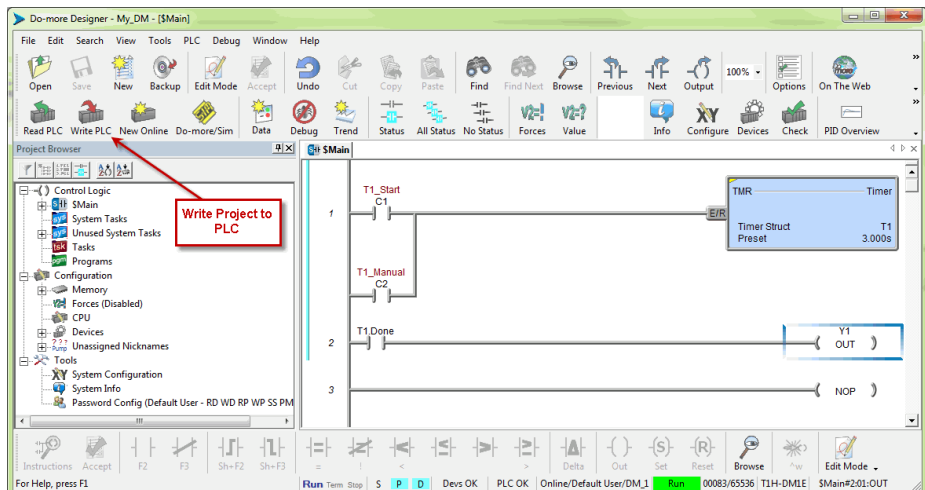 Do-more Designer - My_DM - [$Main]
File Edit Search View Tools PLC Debug Window Help
Open Save New Backup Edit Mode Accept Undo Cut Copy Paste Find Find Next Browse Previous Next Output 100% Options On The Web
Read PLC Write PLC New Online Do-more/Sim Data Debug Trend Status All Status No Status Forces Value Info Configure Devices Check PID Overview
Project Browser
$Main
Control Logic
$Main
System Tasks
Unused System Tasks
Tasks
Programs
Configuration
Memory
Forces (Disabled)
CPU
Devices
Unassigned Nicknames
Tools
System Configuration
System Info
Password Config (Default User - RD WD RP WP SS PM
Write Project to
PLC
T1_Start
C1
1
E/R
TMR Timer
Timer Struct T1
Preset 3.000s
T1_Manual
C2
T1.Done
Y1
2
OUT
3
NOP
Instructions Accept F2 F3 Sh+F2 Sh+F3 = ! < > Delta Out Set Reset Browse ^w Edit Mode
For Help, press F1
Run Term Stop S P D Devs OK PLC OK Online/Default User/DM_1 Run 00083/65536 T1H-DM1E $Main#2:01:OUT